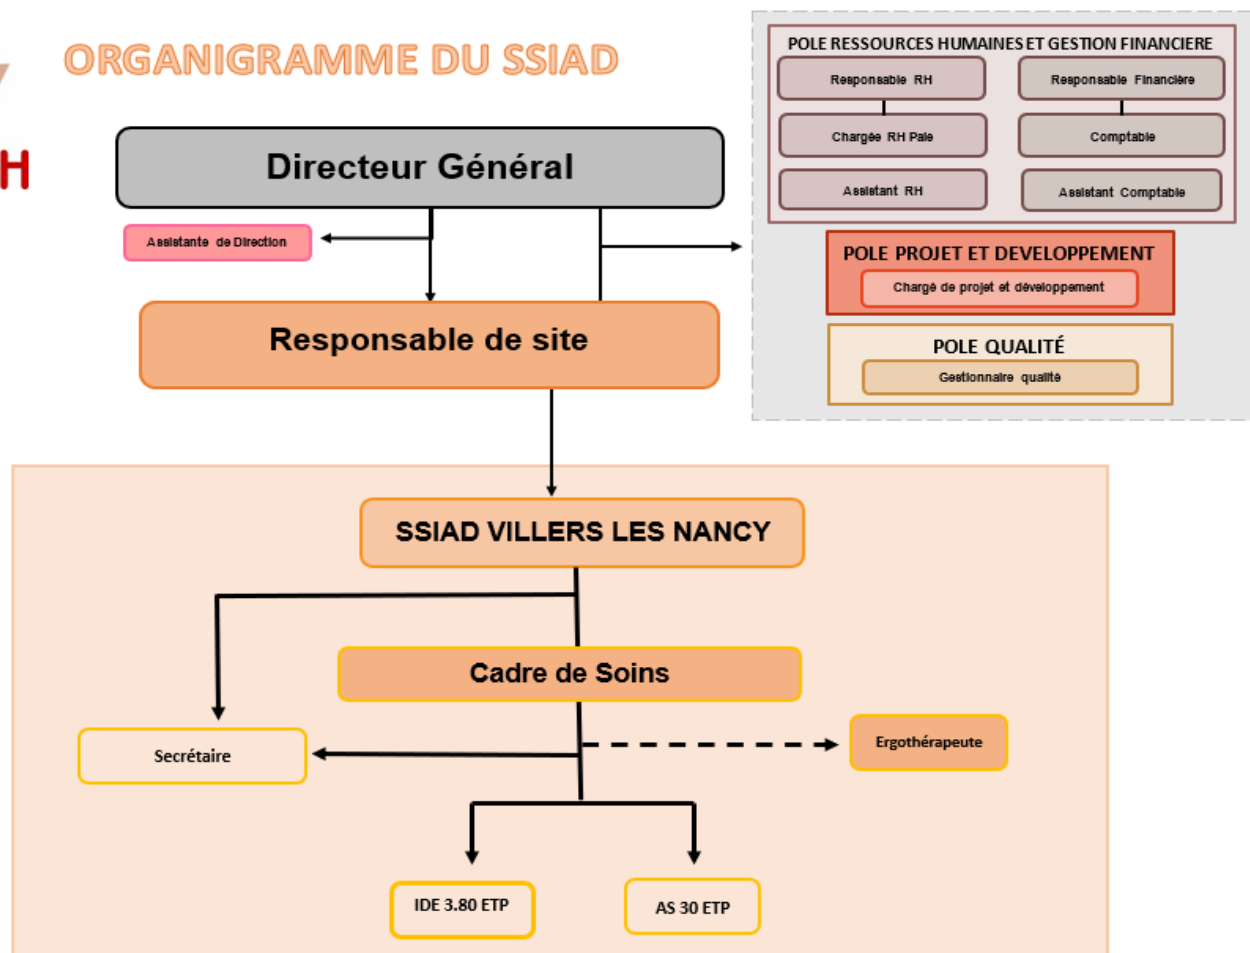 ORGANIGRAMME DU SSIAD
H
Directeur Général
Assistante de Direction
Responsable de site
POLE RESSOURCES HUMAINES ET GESTION FINANCIERE
Responsable RH
Responsable Financière
Chargée RH Paie
Comptable
Assistant RH
Assistant Comptable
POLE PROJET ET DEVELOPPEMENT
Chargé de projet et développement
POLE QUALITÉ
Gestionnaire qualité
SSIAD VILLERS LES NANCY
Cadre de Soins
Secrétaire
Ergothérapeute
IDE 3.80 ETP
AS 30 ETP